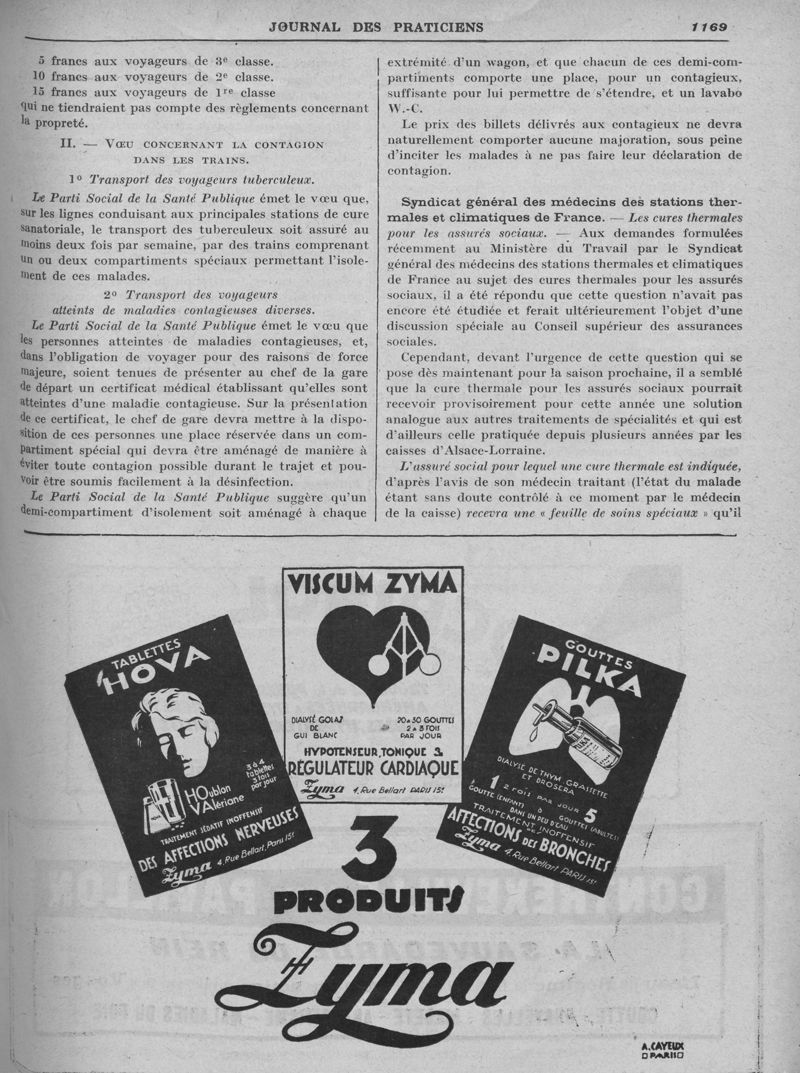 JOURNAL DES PRATICIENS 1169
5 francs aux voyageurs de 3e classe.
10 francs aux voyageurs de 2e classe.
15 francs aux voyageurs de 1re classe
qui ne tiendraient pas compte des règlements concernant
la propreté.
II. — Vœu concernant la contagion
dans les trains.
1º Transport des voyageurs tuberculeux.
Le Parti Social de la Santé Publique émet le vœu que,
sur les lignes conduisant aux principales stations de cure
sanatoriale, le transport des tuberculeux soit assuré au
moins deux fois par semaine, par des trains comprenant
un ou deux compartiments spéciaux permettant l'isole-
ment de ces malades.
2º Transport des voyageurs
atteints de maladies contagieuses diverses.
Le Parti Social de la Santé Publique émet le vœu que
les personnes atteintes de maladies contagieuses, et,
dans l'obligation de voyager pour des raisons de force
majeure, soient tenues de présenter au chef de la gare
de départ un certificat médical établissant qu'elles sont
atteintes d'une maladie contagieuse. Sur la présentation
de ce certificat, le chef de gare devra mettre à la dispo-
sition de ces personnes une place réservée dans un com-
partiment spécial qui devra être aménagé de manière à
éviter toute contagion possible durant le trajet et pou-
voir être soumis facilement à la désinfection.
Le Parti Social de la Santé Publique suggère qu'un
demi-compartiment d'isolement soit aménagé à chaque
extrémité d'un wagon, et que chacun de ces demi-com-
partiments comporte une place, pour un contagieux,
suffisante pour lui permettre de s'étendre, et un lavabo
W.-C.
Le prix des billets délivrés aux contagieux ne devra
naturellement comporter aucune majoration, sous peine
d'inciter les malades à ne pas faire leur déclaration de
contagion.
Syndicat général des médecins des stations ther-
males et climatiques de France. — Les cures thermales
pour les assurés sociaux. — Aux demandes formulées
récemment au Ministère du Travail par le Syndicat
général des médecins des stations thermales et climatiques
de France au sujet des cures thermales pour les assurés
sociaux, il a été répondu que cette question n'avait pas
encore été étudiée et ferait ultérieurement l'objet d'une
discussion spéciale au Conseil supérieur des assurances
sociales.
Cependant, devant l'urgence de cette question qui se
pose dès maintenant pour la saison prochaine, il a semblé
que la cure thermale pour les assurés sociaux pourrait
recevoir provisoirement pour cette année une solution
analogue aux autres traitements de spécialités et qui est
d'ailleurs celle pratiquée depuis plusieurs années par les
caisses d'Alsace-Lorraine.
L'assuré social pour lequel une cure thermale est indiquée,
d'après l'avis de son médecin traitant (l'état du malade
étant sans doute contrôlé à ce moment par le médecin
de la caisse) recevra une « feuille de soins spéciaux » qu'il
TABLETTES
HOVA
HOublon
VALériane
3 à 4
tablettes
3 fois
par jour
TRAITEMENT SÉDATIF INOFFENSIF
DES AFFECTIONS NERVEUSES
Zyma 4, Rue Bellart, Paris 15e
VISCUM ZYMA
DIALYSÉ GOLAZ
DE
GUI BLANC
20 à 30 GOUTTES
2 à 3 FOIS
PAR JOUR
HYPOTENSEUR, TONIQUE &
RÉGULATEUR CARDIAQUE
Zyma 4, Rue Bellart PARIS 15e
GOUTTES
PILKA
DIALYSE DE THYM, GRASSETTE
ET DROSERA
2 FOIS PAR JOUR
1 GOUTTE (ENFANT) à 5 GOUTTES (ADULTES)
DANS UN PEU D'EAU
TRAITEMENT INOFFENSIF
DES
AFFECTIONS DES BRONCHES
Zyma 4, Rue Bellart PARIS 15e
3
PRODUITS
Zyma
A. CAYEUX
PARIS